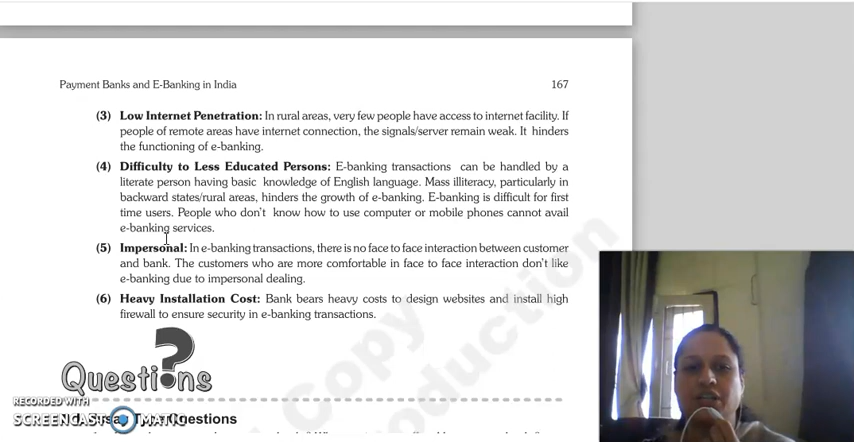 Payment Banks and E-Banking in India 167
(3) Low Internet Penetration: In rural areas, very few people have access to internet facility. If
people of remote areas have internet connection, the signals/server remain weak. It hinders
the functioning of e-banking.
(4) Difficulty to Less Educated Persons: E-banking transactions can be handled by a
literate person having basic knowledge of English language. Mass illiteracy, particularly in
backward states/rural areas, hinders the growth of e-banking. E-banking is difficult for first
time users. People who don't know how to use computer or mobile phones cannot avail
e-banking services.
(5) Impersonal: In e-banking transactions, there is no face to face interaction between customer
and bank. The customers who are more comfortable in face to face interaction don't like
e-banking due to impersonal dealing.
(6) Heavy Installation Cost: Bank bears heavy costs to design websites and install high
firewall to ensure security in e-banking transactions.
Questions
RECORDED WITH
SCREENCAST MATIC
Questions
Copy
production